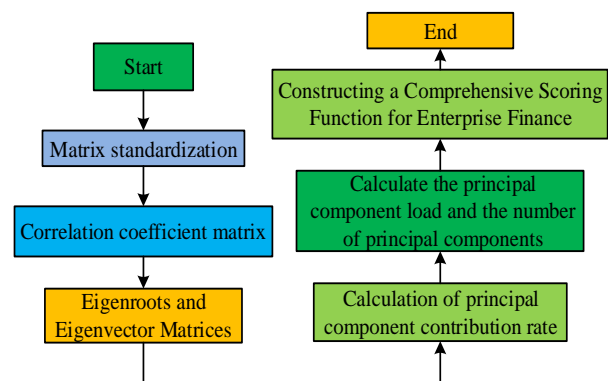 Start
Matrix standardization
Correlation coefficient matrix
Eigenroots and
Eigenvector Matrices
End
Constructing a Comprehensive Scoring
Function for Enterprise Finance
Calculate the principal
component load and the number
of principal components
Calculation of principal
component contribution rate